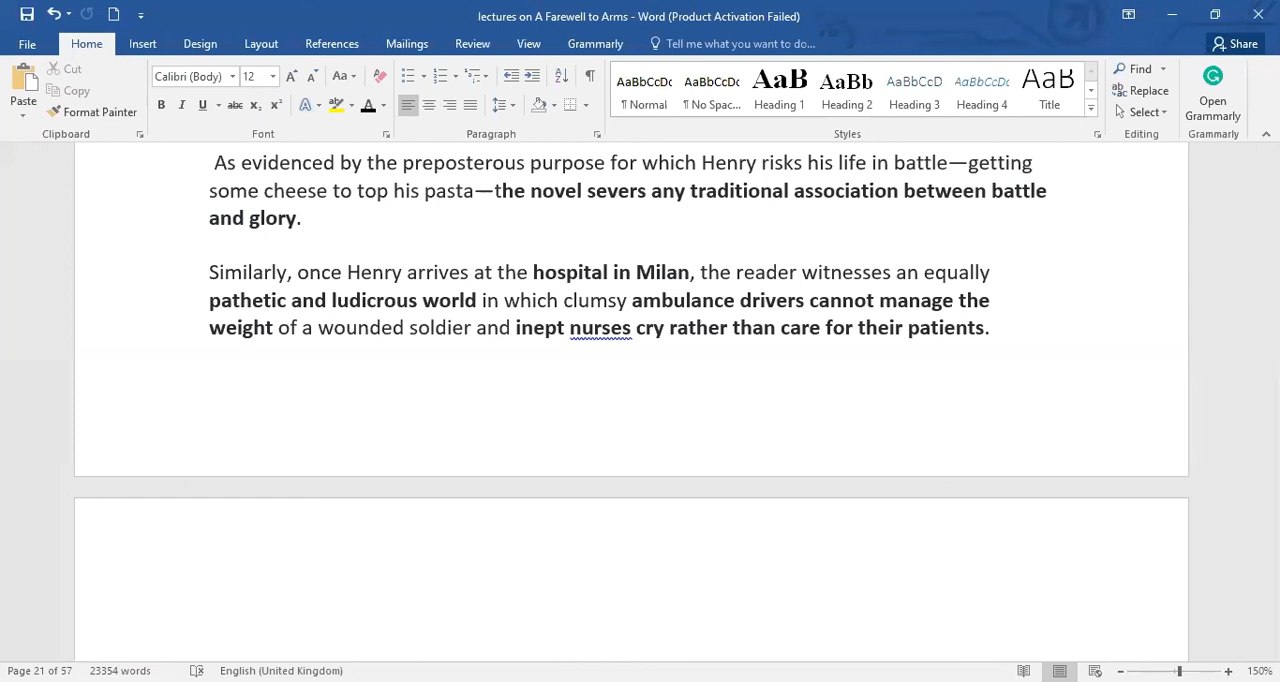 lectures on A Farewell to Arms - Word (Product Activation Failed)
File Home Insert Design Layout References Mailings Review View Grammarly Tell me what you want to do... Share
Paste Cut Copy Format Painter
Calibri (Body) 12 Aa
B I U abc x₂ x² A A
AaBbCcDc AaBbCcDc AaB AaBb AaBbCcD AaBbCcDc AaB
¶ Normal ¶ No Spac... Heading 1 Heading 2 Heading 3 Heading 4 Title
Find Replace Select
Open Grammarly
Clipboard Font Paragraph Styles Editing Grammarly
As evidenced by the preposterous purpose for which Henry risks his life in battle—getting
some cheese to top his pasta—the novel severs any traditional association between battle
and glory.
Similarly, once Henry arrives at the hospital in Milan, the reader witnesses an equally
pathetic and ludicrous world in which clumsy ambulance drivers cannot manage the
weight of a wounded soldier and inept nurses cry rather than care for their patients.
Page 21 of 57 23354 words English (United Kingdom) 150%